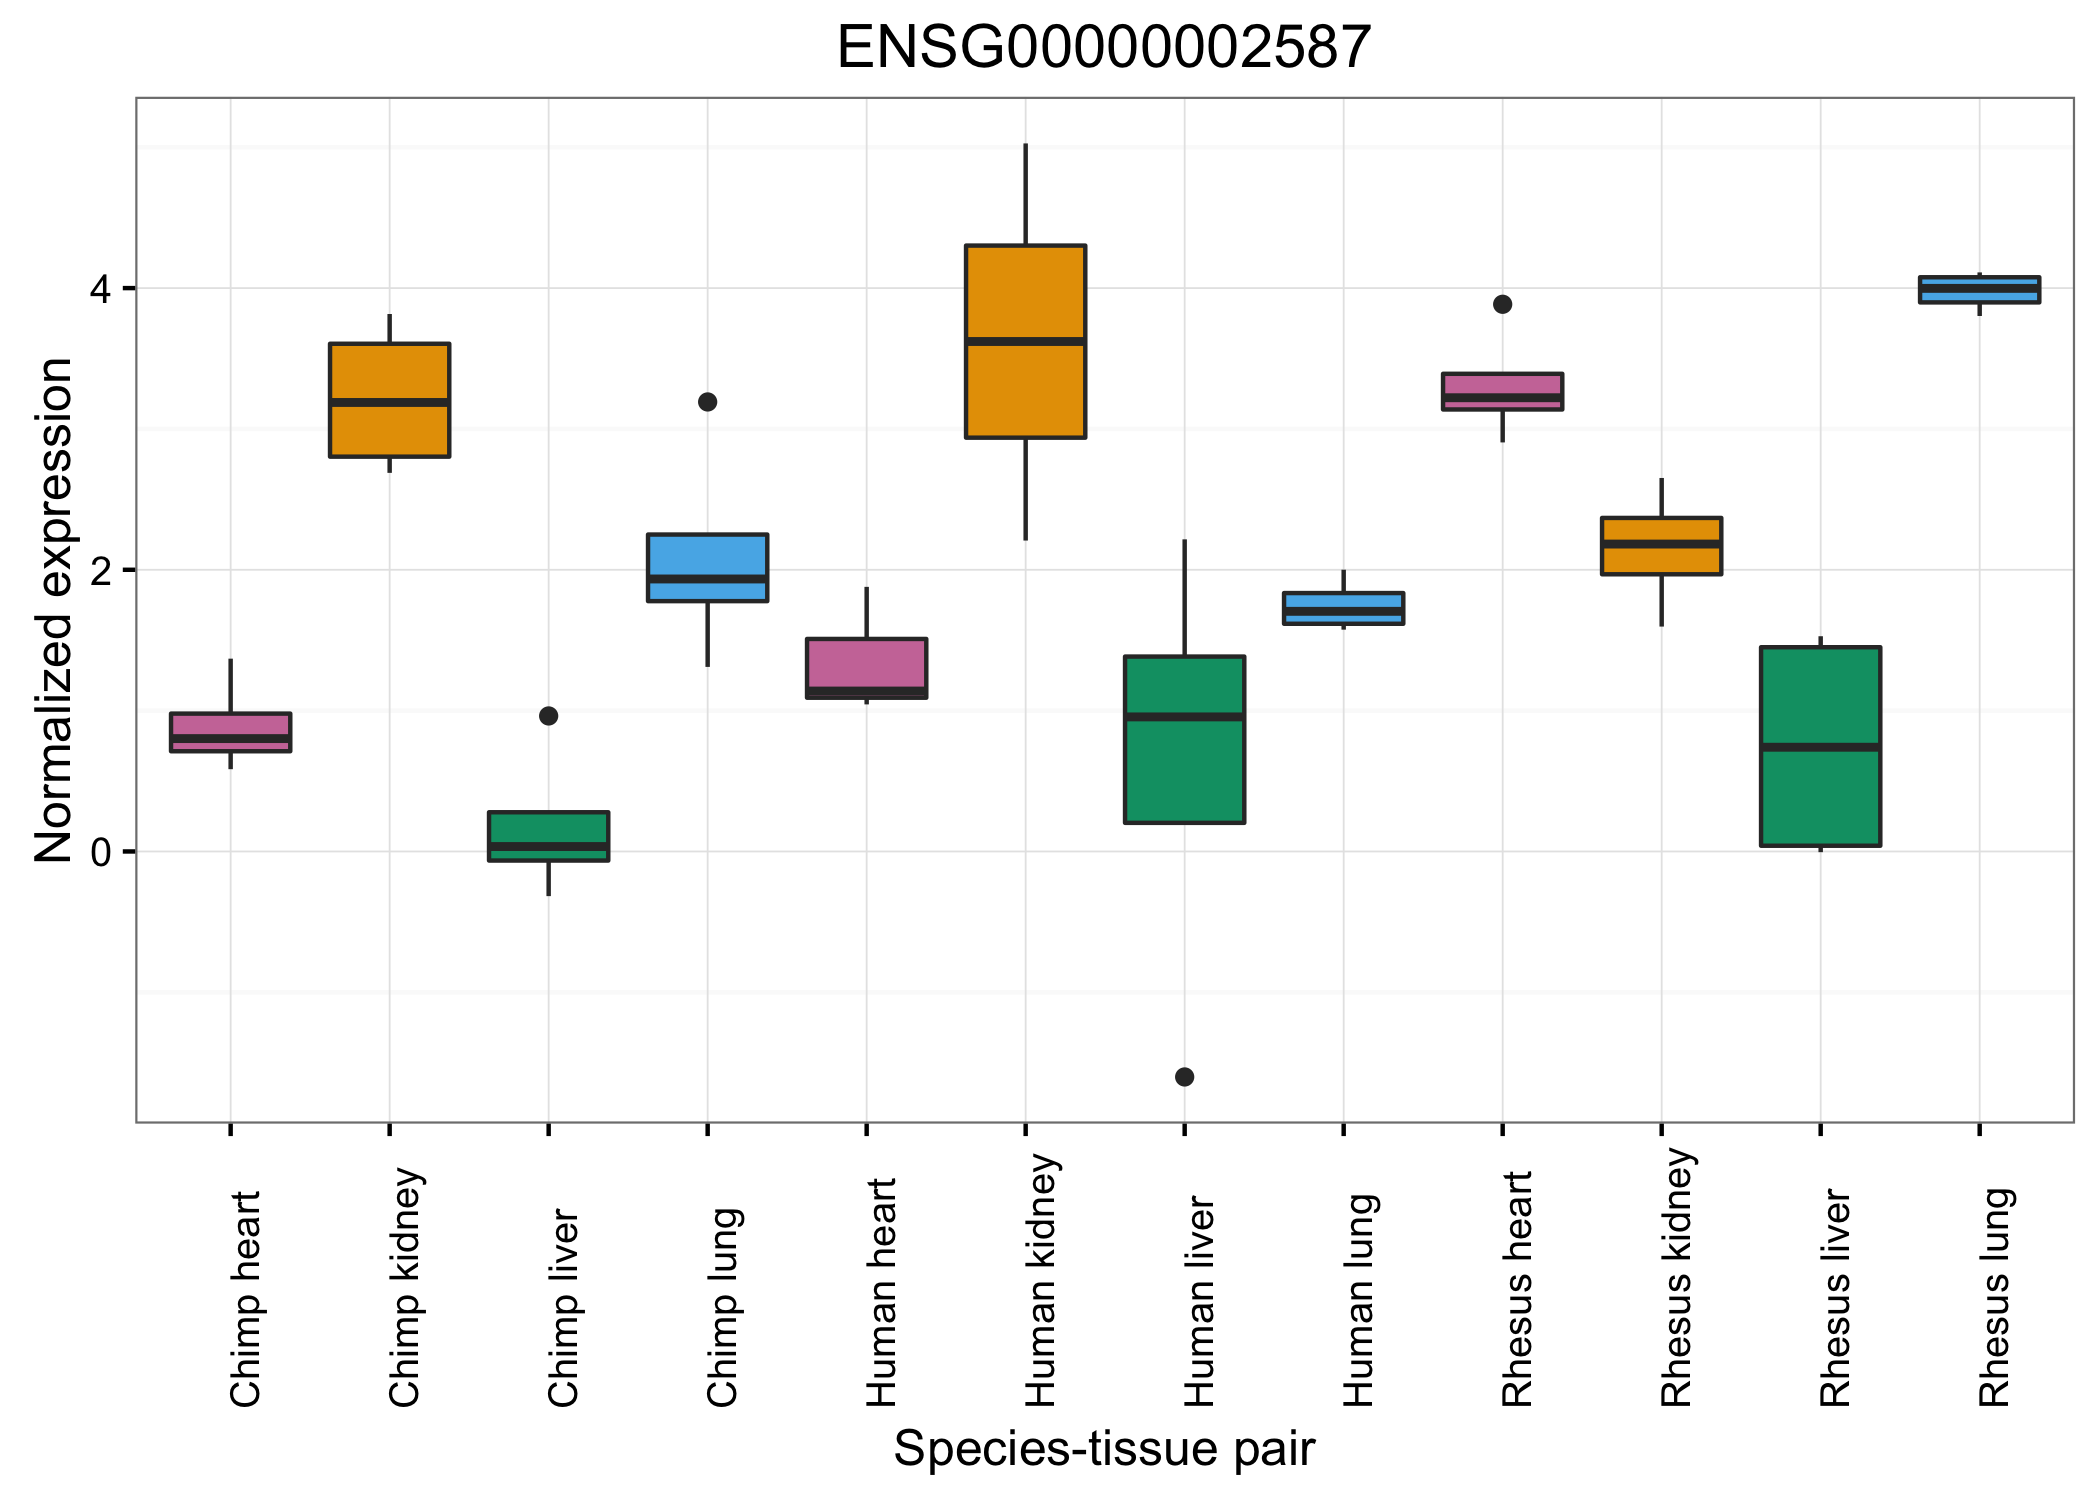 ENSG00000002587
Normalized expression
4
2
0
Chimp heart
Chimp kidney
Chimp liver
Chimp lung
Human heart
Human kidney
Human liver
Human lung
Rhesus heart
Rhesus kidney
Rhesus liver
Rhesus lung
Species-tissue pair